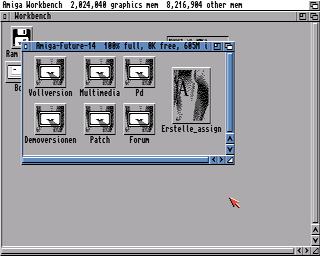 Amiga Workbench 2,024,040 graphics mem 8,216,904 other mem
Workbench
Amiga-Future-14 100% full, 0K free, 605M i
Ram
Bo
Vollversion Multimedia Pd
Demoversionen Patch Forum Erstelle_assign